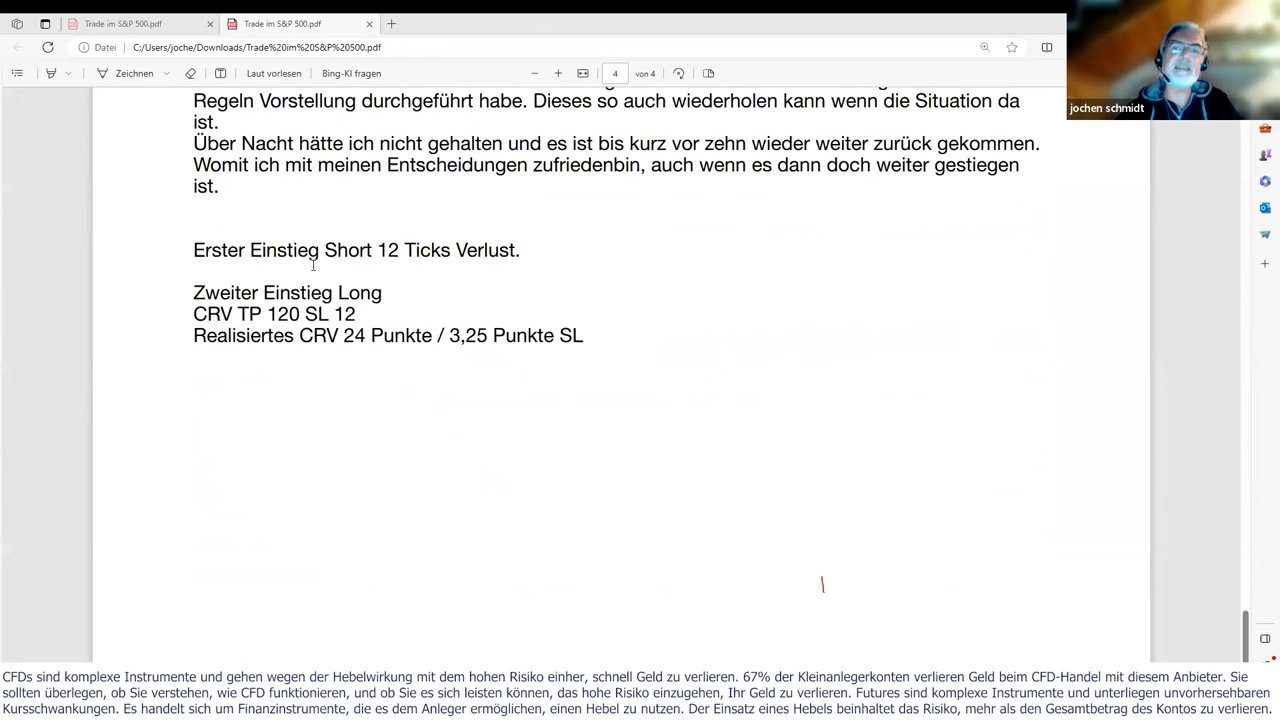 Trade im S&P 500.pdf
Trade im S&P 500.pdf
Datei C:/Users/joche/Downloads/Trade%20im%20S&P%20500.pdf
Zeichnen Laut vorlesen Bing-KI fragen 4 von 4
jochen schmidt
Regeln Vorstellung durchgeführt habe. Dieses so auch wiederholen kann wenn die Situation da
ist.
Über Nacht hätte ich nicht gehalten und es ist bis kurz vor zehn wieder weiter zurück gekommen.
Womit ich mit meinen Entscheidungen zufriedenbin, auch wenn es dann doch weiter gestiegen
ist.
Erster Einstieg Short 12 Ticks Verlust.
Zweiter Einstieg Long
CRV TP 120 SL 12
Realisiertes CRV 24 Punkte / 3,25 Punkte SL
CFDs sind komplexe Instrumente und gehen wegen der Hebelwirkung mit dem hohen Risiko einher, schnell Geld zu verlieren. 67% der Kleinanlegerkonten verlieren Geld beim CFD-Handel mit diesem Anbieter. Sie
sollten überlegen, ob Sie verstehen, wie CFD funktionieren, und ob Sie es sich leisten können, das hohe Risiko einzugehen, Ihr Geld zu verlieren. Futures sind komplexe Instrumente und unterliegen unvorhersehbaren
Kursschwankungen. Es handelt sich um Finanzinstrumente, die es dem Anleger ermöglichen, einen Hebel zu nutzen. Der Einsatz eines Hebels beinhaltet das Risiko, mehr als den Gesamtbetrag des Kontos zu verlieren.